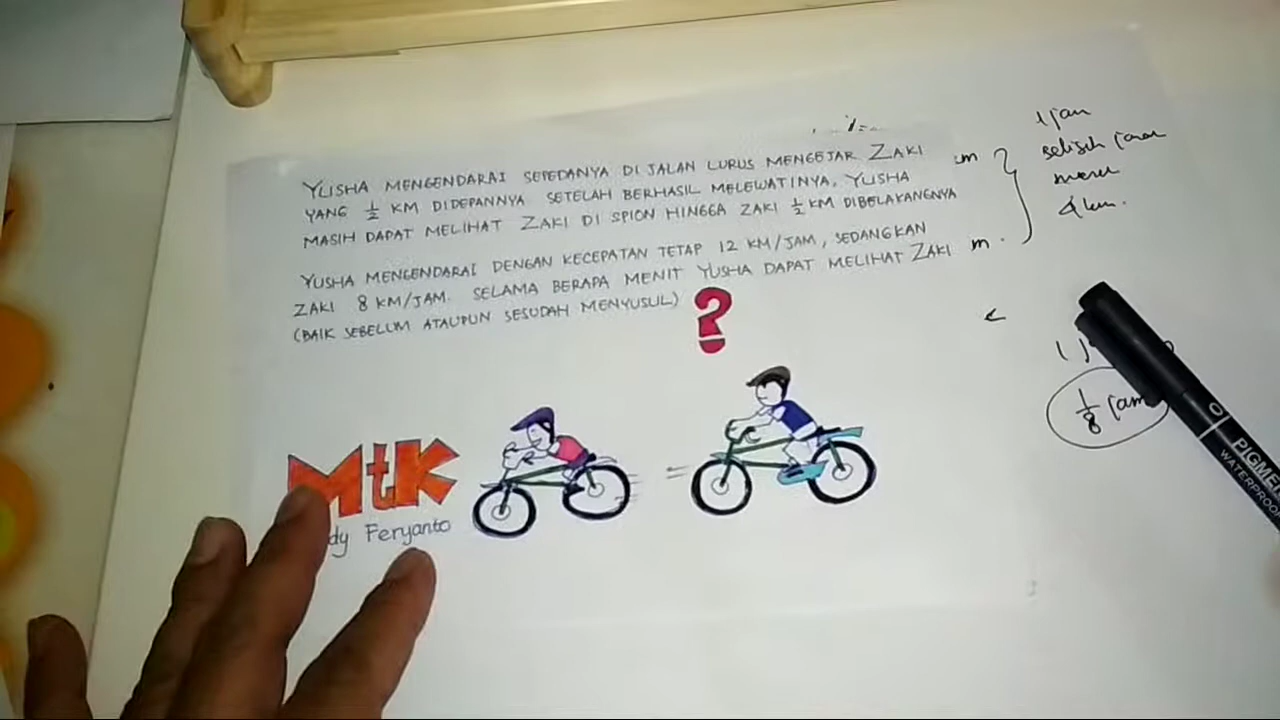 YUSHA MENGENDARAI SEPEDANYA DI JALAN LURUS MENGEJAR ZAKI
YANG 1/2 KM DIDEPANNYA SETELAH BERHASIL MELEWATINYA, YUSHA
MASIH DAPAT MELIHAT ZAKI DI SPION HINGGA ZAKI 1/2 KM DIBELAKANGNYA
YUSHA MENGENDARAI DENGAN KECEPATAN TETAP 12 KM/JAM, SEDANGKAN
ZAKI 8 KM/JAM. SELAMA BERAPA MENIT YUSHA DAPAT MELIHAT ZAKI
(BAIK SEBELUM ATAUPUN SESUDAH MENYUSUL)
?
MtK
dy Feryanto
1 jam
selisih jarak
4 km.
1/8 jam
PIGME
WATERPROO